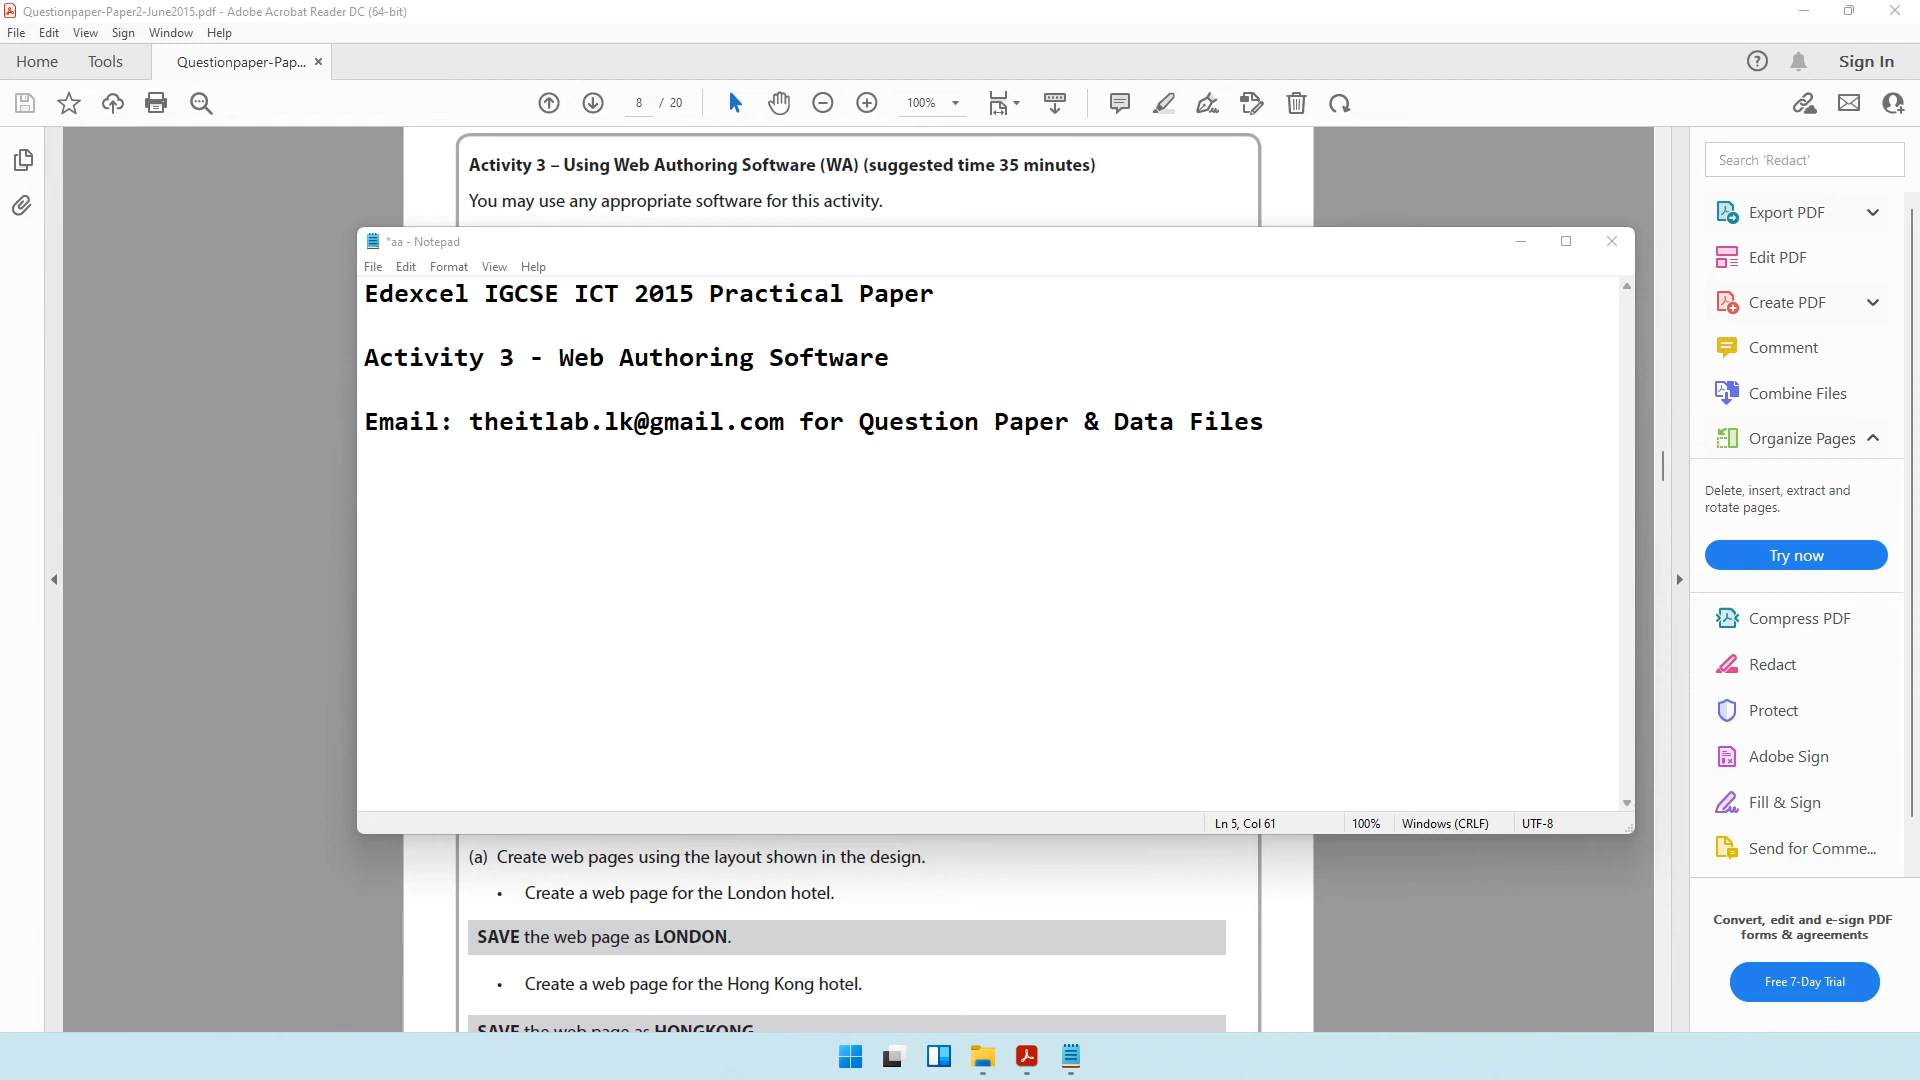 Questionpaper-Paper2-June2015.pdf - Adobe Acrobat Reader DC (64-bit)
File Edit View Sign Window Help
Home Tools Questionpaper-Pap... × Sign In
8 / 20 100%
Activity 3 – Using Web Authoring Software (WA) (suggested time 35 minutes)
You may use any appropriate software for this activity.
*aa - Notepad
File Edit Format View Help
Edexcel IGCSE ICT 2015 Practical Paper
Activity 3 - Web Authoring Software
Email: theitlab.lk@gmail.com for Question Paper & Data Files
Ln 5, Col 61 100% Windows (CRLF) UTF-8
(a) Create web pages using the layout shown in the design.
• Create a web page for the London hotel.
SAVE the web page as LONDON.
• Create a web page for the Hong Kong hotel.
SAVE the web page as HONGKONG
Search 'Redact'
Export PDF
Edit PDF
Create PDF
Comment
Combine Files
Organize Pages
Delete, insert, extract and
rotate pages.
Try now
Compress PDF
Redact
Protect
Adobe Sign
Fill & Sign
Send for Comme...
Convert, edit and e-sign PDF
forms & agreements
Free 7-Day Trial